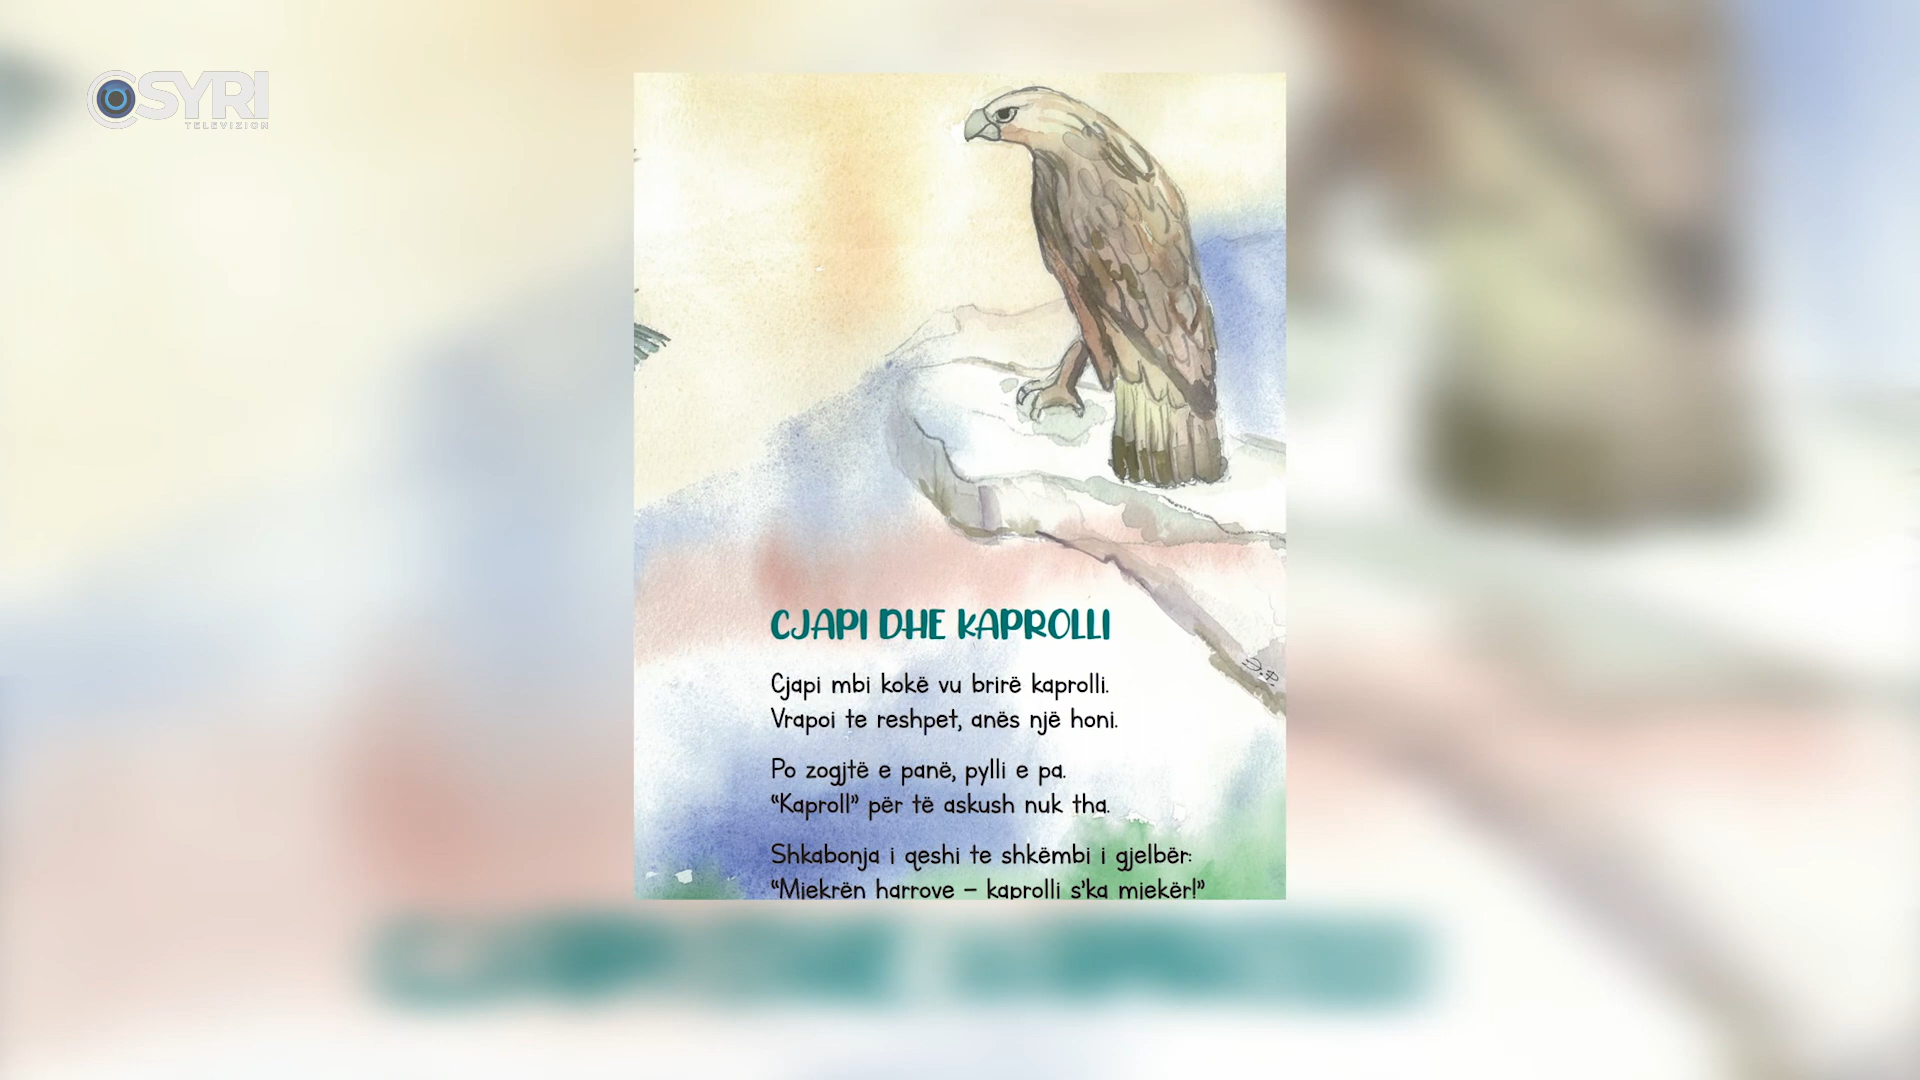 SYRI
TELEVIZION
CJAPI DHE KAPROLLI
Cjapi mbi kokë vu brirë kaprolli.
Vrapoi te reshpet, anës një honi.
Po zogjtë e panë, pylli e pa.
“Kaproll” për të askush nuk tha.
Shkabonja i qeshi te shkëmbi i gjelbër:
“Mjekrën harrove – kaprolli s’ka mjekër!”